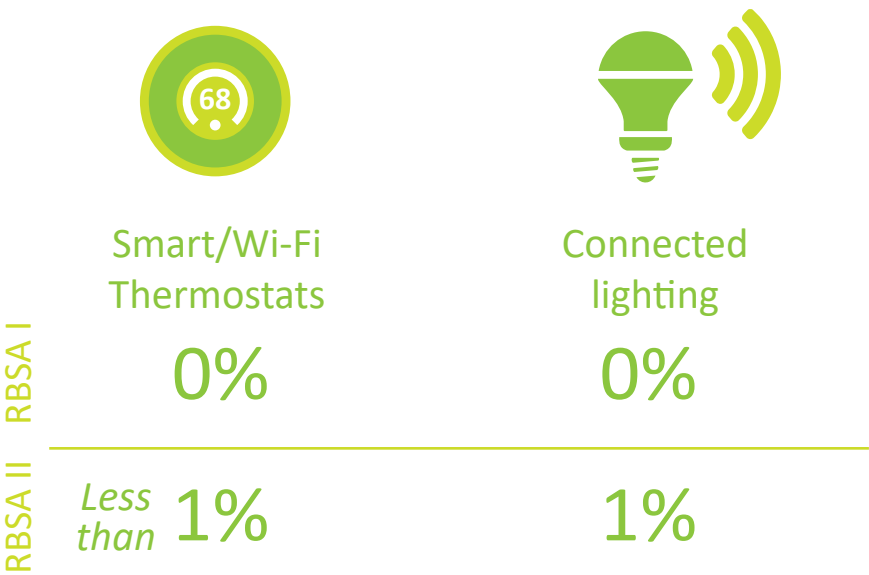 68
Smart/Wi-Fi
Thermostats
Connected
lighting
RBSA I
0%
0%
RBSA II
Less
than
1%
1%